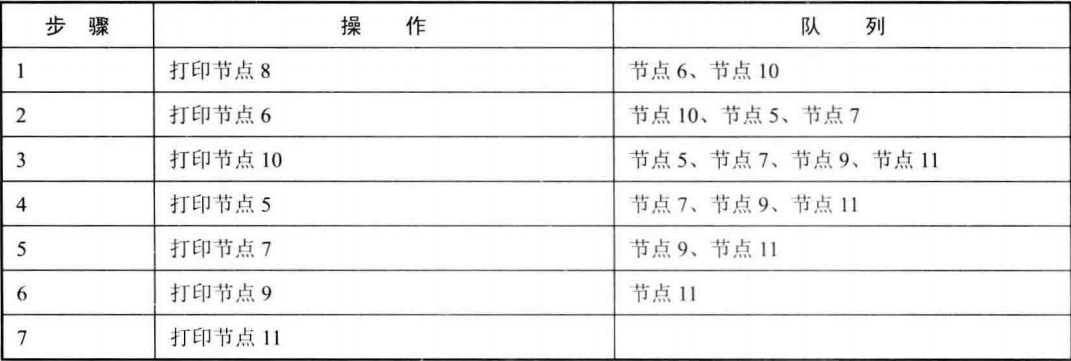 步 骤 操 作 队 列
1 打印节点 8 节点 6、节点 10
2 打印节点 6 节点 10、节点 5、节点 7
3 打印节点 10 节点 5、节点 7、节点 9、节点 11
4 打印节点 5 节点 7、节点 9、节点 11
5 打印节点 7 节点 9、节点 11
6 打印节点 9 节点 11
7 打印节点 11